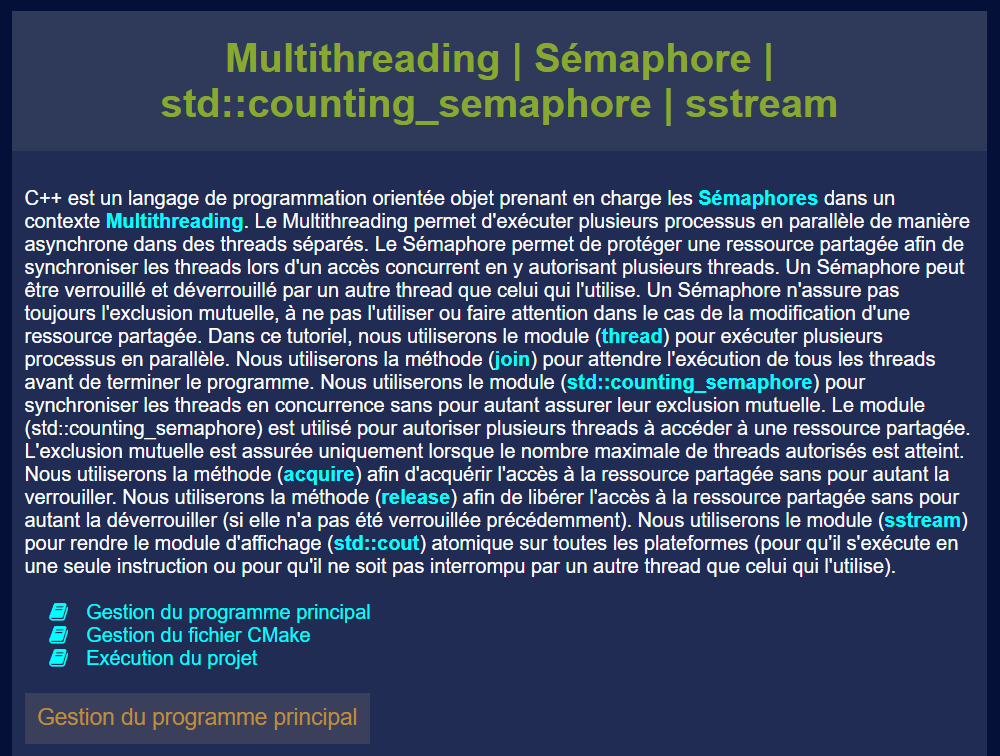 Multithreading | Sémaphore |
std::counting_semaphore | sstream
C++ est un langage de programmation orientée objet prenant en charge les Sémaphores dans un
contexte Multithreading. Le Multithreading permet d'exécuter plusieurs processus en parallèle de manière
asynchrone dans des threads séparés. Le Sémaphore permet de protéger une ressource partagée afin de
synchroniser les threads lors d'un accès concurrent en y autorisant plusieurs threads. Un Sémaphore peut
être verrouillé et déverrouillé par un autre thread que celui qui l'utilise. Un Sémaphore n'assure pas
toujours l'exclusion mutuelle, à ne pas l'utiliser ou faire attention dans le cas de la modification d'une
ressource partagée. Dans ce tutoriel, nous utiliserons le module (thread) pour exécuter plusieurs
processus en parallèle. Nous utiliserons la méthode (join) pour attendre l'exécution de tous les threads
avant de terminer le programme. Nous utiliserons le module (std::counting_semaphore) pour
synchroniser les threads en concurrence sans pour autant assurer leur exclusion mutuelle. Le module
(std::counting_semaphore) est utilisé pour autoriser plusieurs threads à accéder à une ressource partagée.
L'exclusion mutuelle est assurée uniquement lorsque le nombre maximale de threads autorisés est atteint.
Nous utiliserons la méthode (acquire) afin d'acquérir l'accès à la ressource partagée sans pour autant la
verrouiller. Nous utiliserons la méthode (release) afin de libérer l'accès à la ressource partagée sans pour
autant la déverrouiller (si elle n'a pas été verrouillée précédemment). Nous utiliserons le module (sstream)
pour rendre le module d'affichage (std::cout) atomique sur toutes les plateformes (pour qu'il s'exécute en
une seule instruction ou pour qu'il ne soit pas interrompu par un autre thread que celui qui l'utilise).
Gestion du programme principal
Gestion du fichier CMake
Exécution du projet
Gestion du programme principal